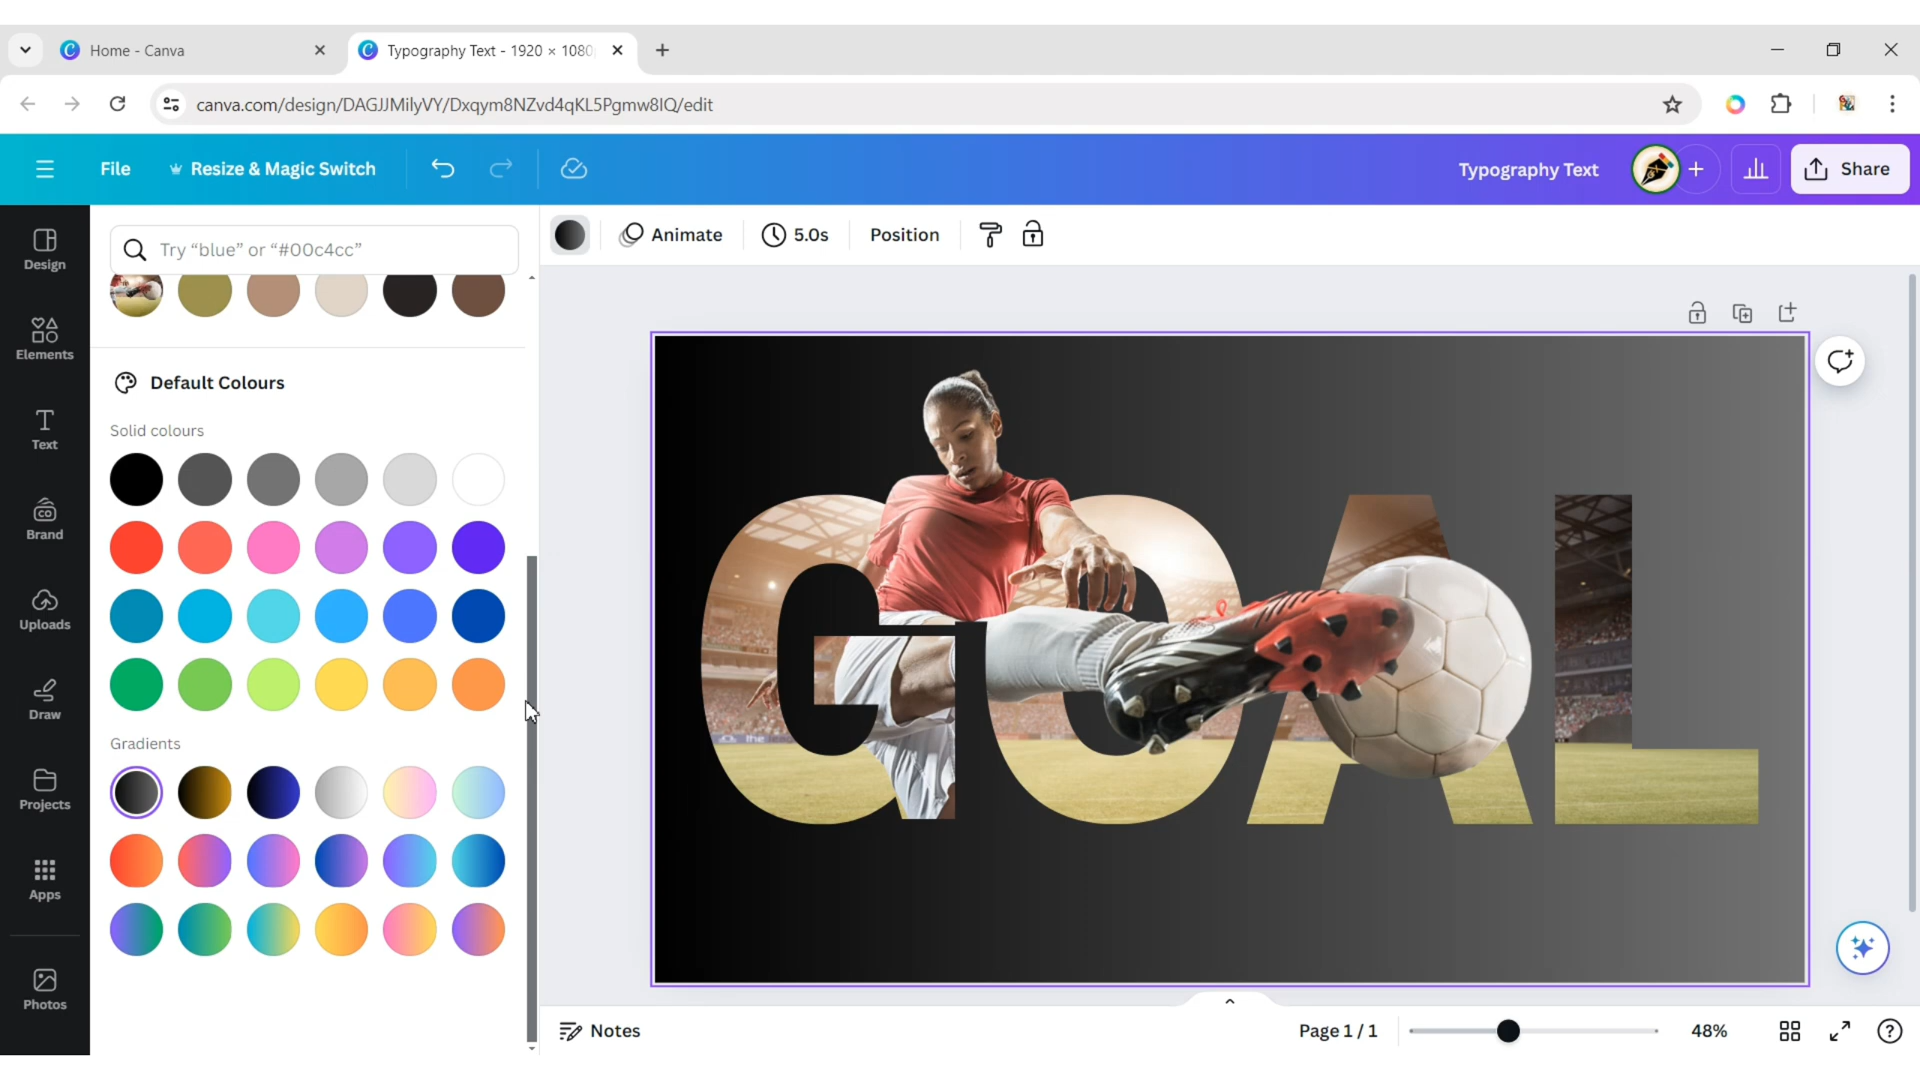 Home - Canva
Typography Text - 1920 × 1080
canva.com/design/DAGJJMilyVY/Dxqym8NZvd4qKL5Pgmw8IQ/edit
File
Resize & Magic Switch
Typography Text
Share
Design
Elements
Text
Brand
Uploads
Draw
Projects
Apps
Photos
Try “blue” or “#00c4cc”
Default Colours
Solid colours
Gradients
Animate
5.0s
Position
GOAL
Notes
Page 1 / 1
48%